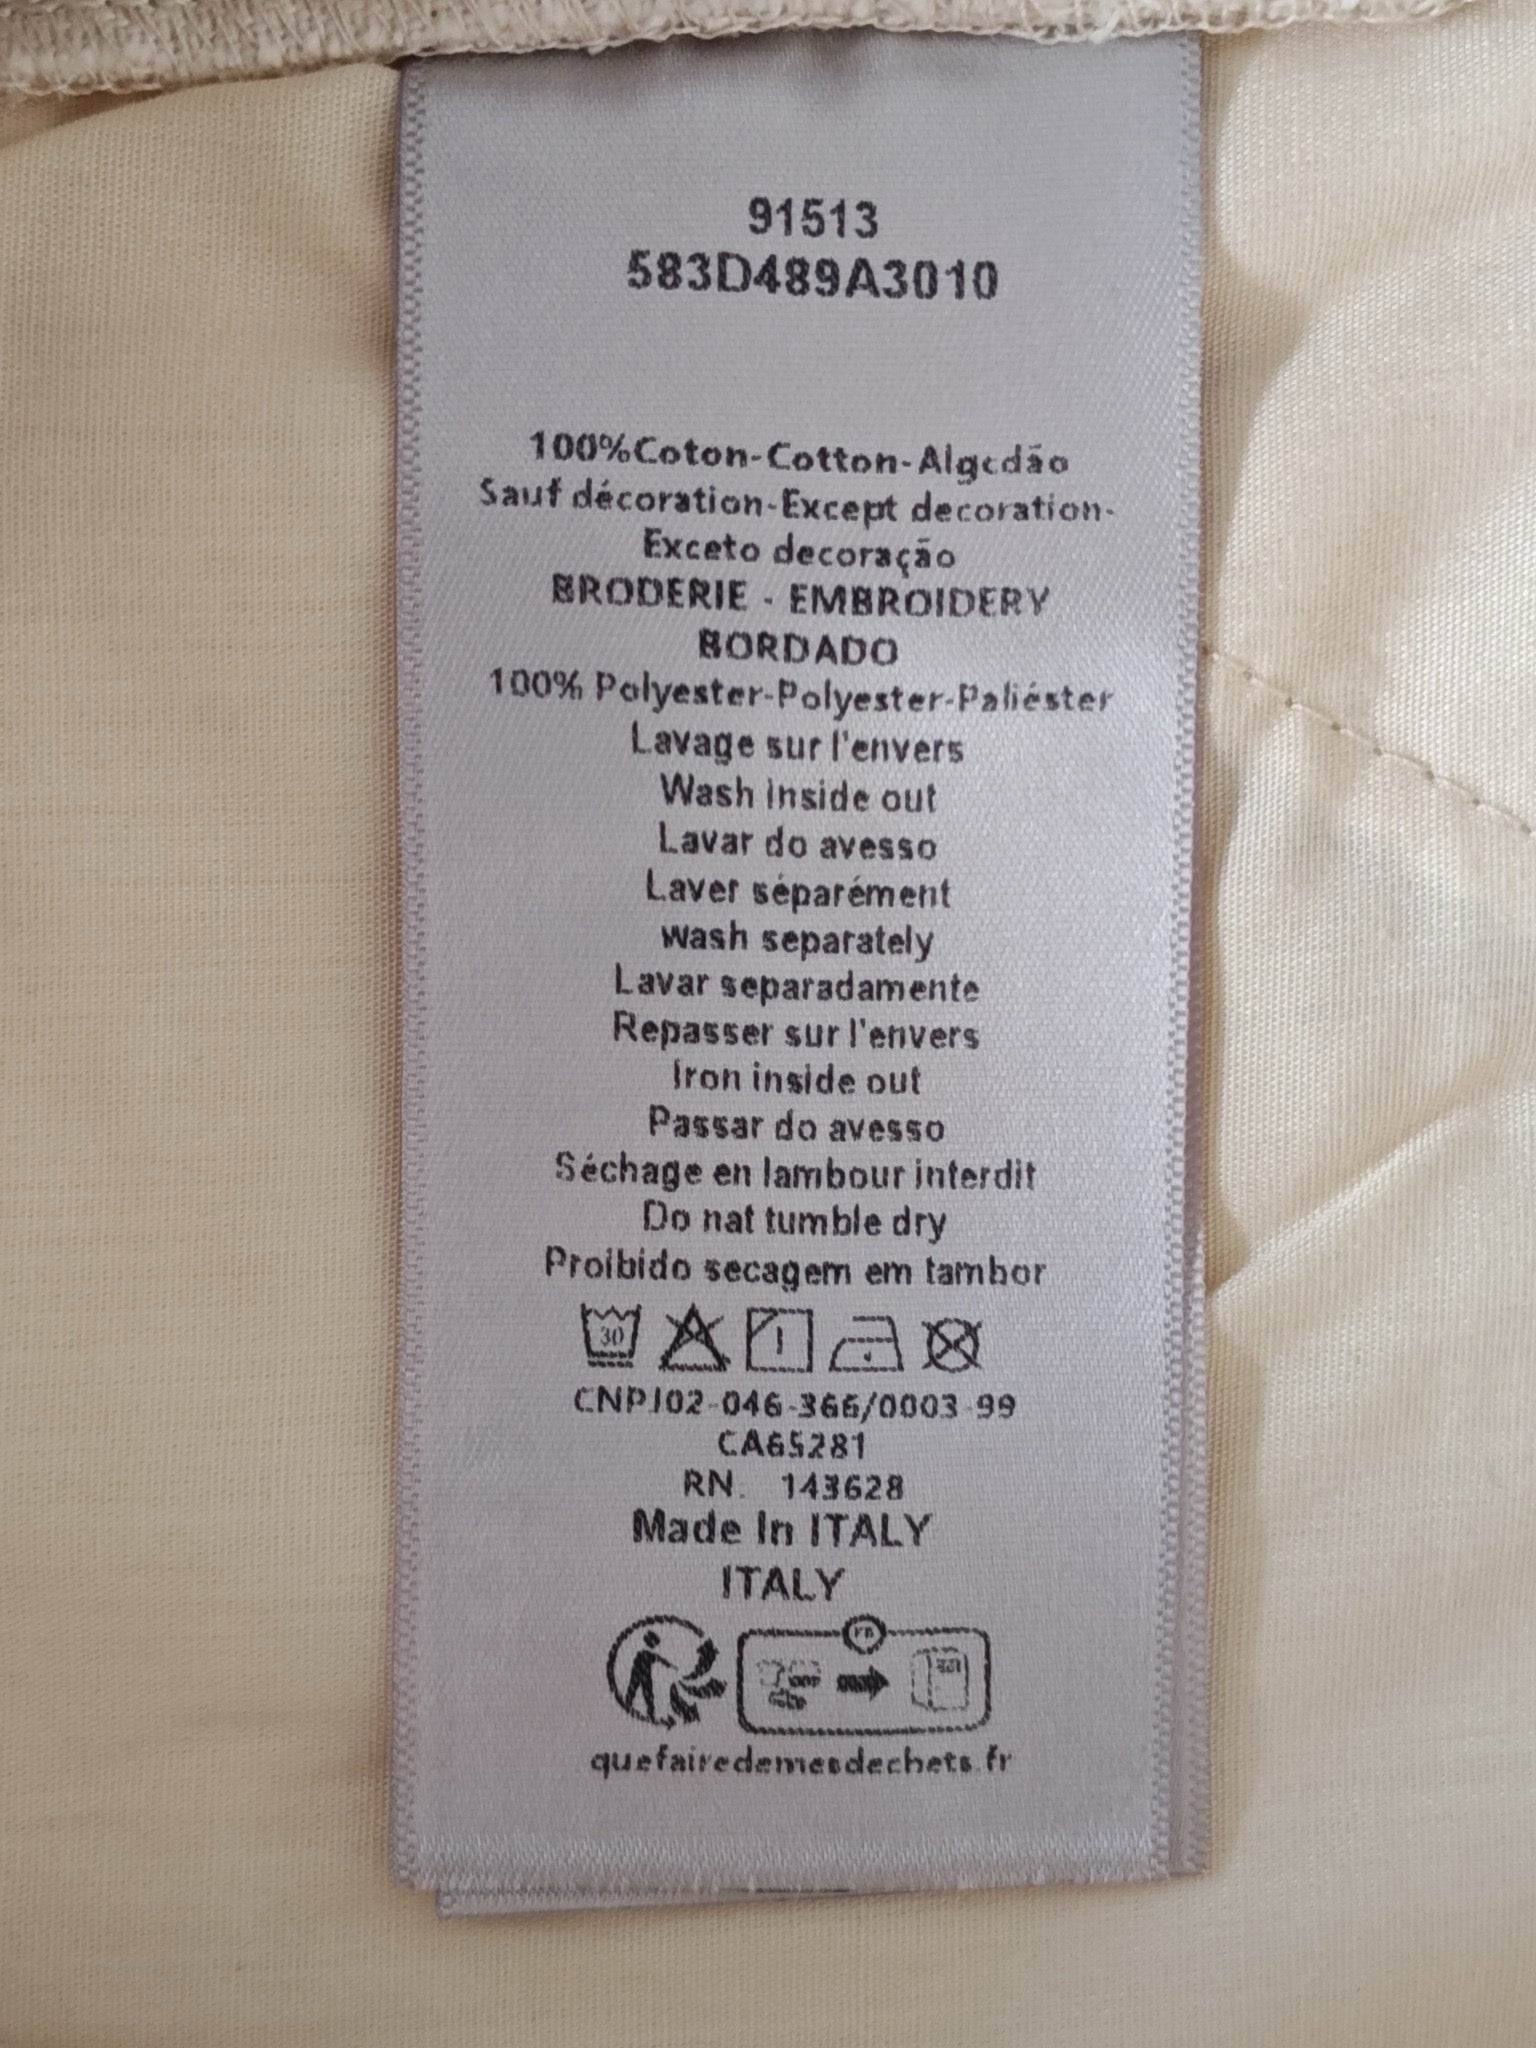 91513
583D489A3010
100%Coton-Cotton-Algcdão
Sauf décoration-Except decoration-
Exceto decoração
BRODERIE - EMBROIDERY
BORDADO
100% Polyester-Polyester-Paliéster
Lavage sur l'envers
Wash inside out
Lavar do avesso
Laver séparément
wash separately
Lavar separadamente
Repasser sur l'envers
Iron inside out
Passar do avesso
Séchage en lambour interdit
Do nat tumble dry
Proibido secagem em tambor
30
CNPJ02-046-366/0003-99
CA65281
RN. 143628
Made In ITALY
ITALY
FR
quefairedemesdechets.fr